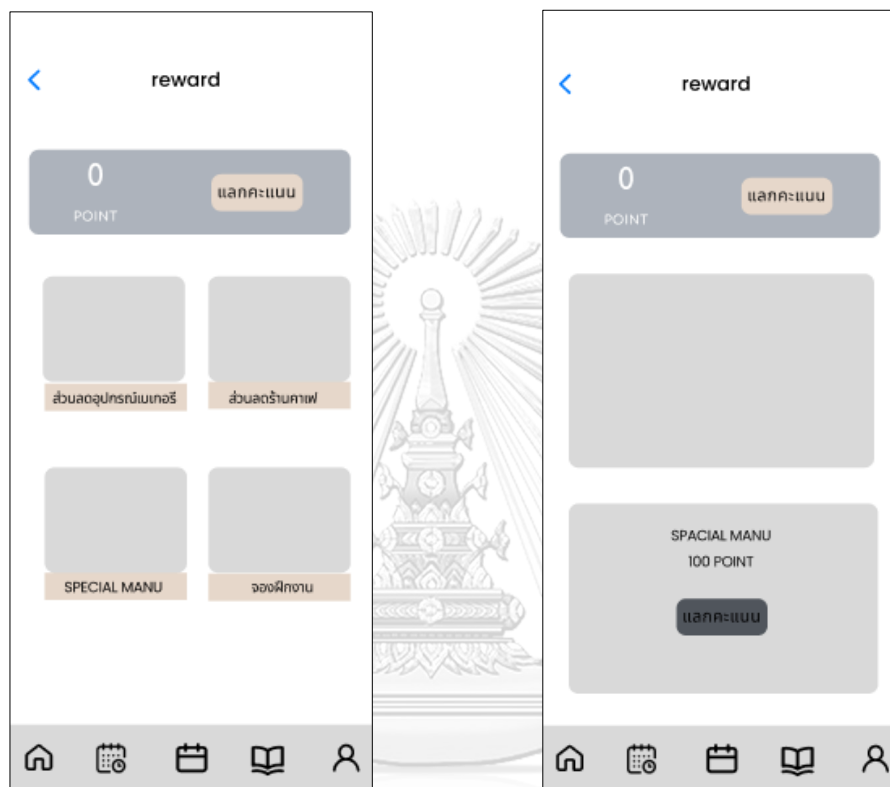 reward
0
POINT
แลกคะแนน
ส่วนลดอุปกรณ์เบเกอรี
ส่วนลดร้านคาเฟ่
SPECIAL MANU
จองฝึกงาน
reward
0
POINT
แลกคะแนน
SPACIAL MANU
100 POINT
แลกคะแนน